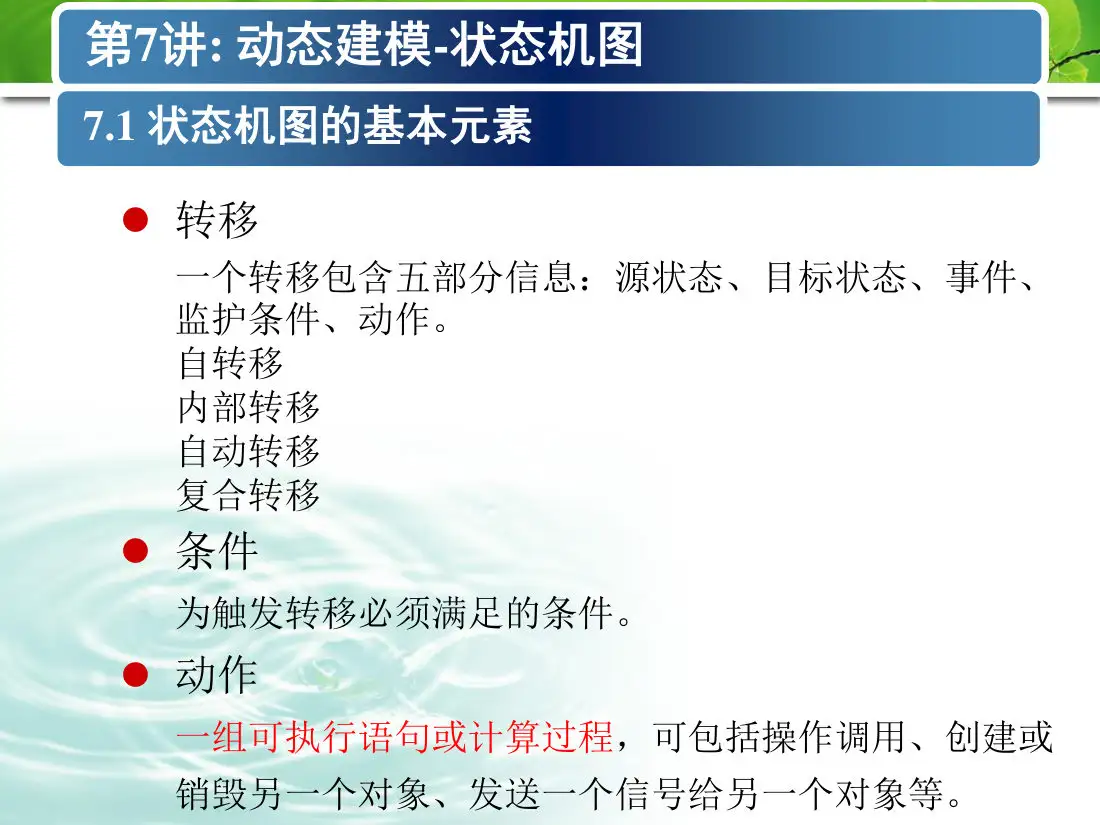 第7讲: 动态建模-状态机图
7.1 状态机图的基本元素
转移
一个转移包含五部分信息：源状态、目标状态、事件、
监护条件、动作。
自转移
内部转移
自动转移
复合转移
条件
为触发转移必须满足的条件。
动作
一组可执行语句或计算过程，可包括操作调用、创建或
销毁另一个对象、发送一个信号给另一个对象等。